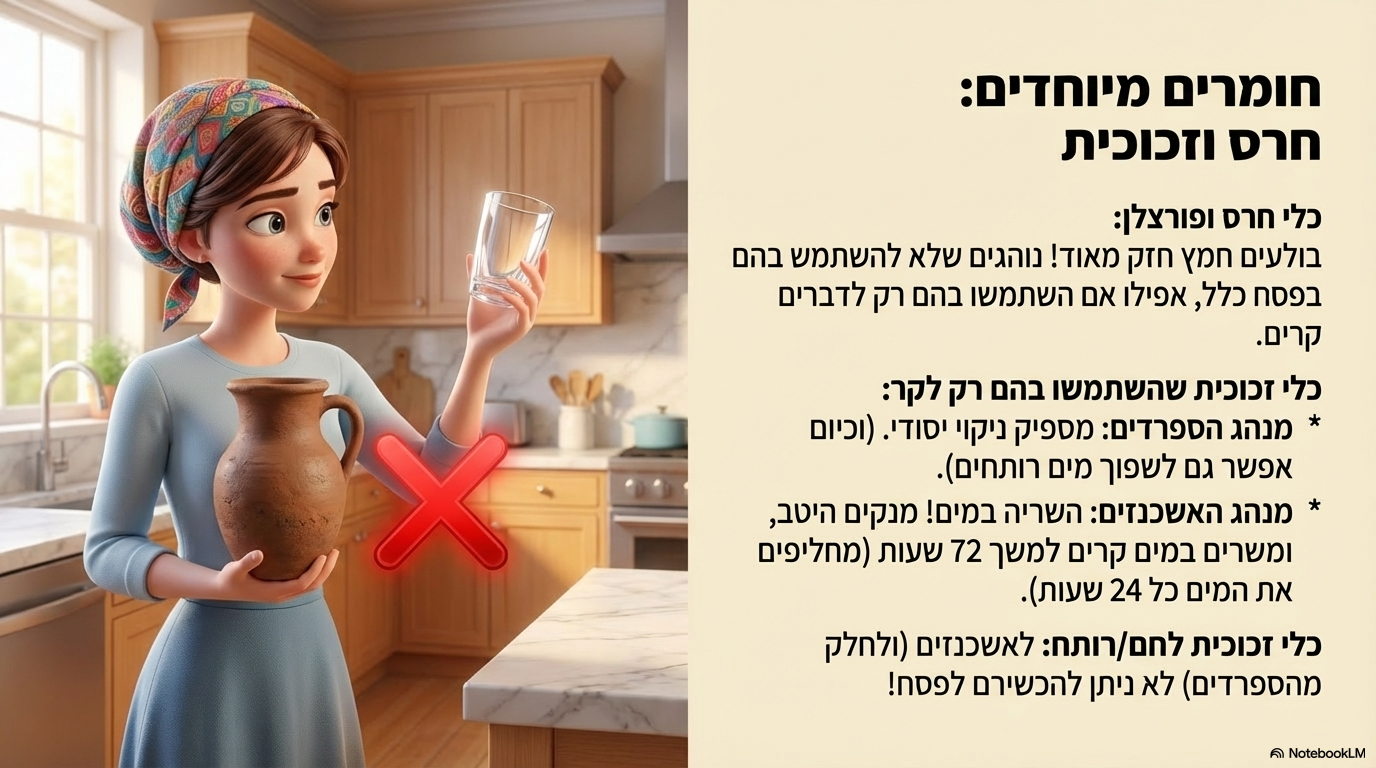 חומרים מיוחדים:
חרס וזכוכית
כלי חרס ופורצלן:
בולעים חמץ חזק מאוד! נוהגים שלא להשתמש בהם
בפסח כלל, אפילו אם השתמשו בהם רק לדברים
קרים.
כלי זכוכית שהשתמשו בהם רק לקר:
* מנהג הספרדים: מספיק ניקוי יסודי. (וכיום
אפשר גם לשפוך מים רותחים).
* מנהג האשכנזים: השריה במים! מנקים היטב,
ומשרים במים קרים למשך 72 שעות (מחליפים
את המים כל 24 שעות).
כלי זכוכית לחם/רותח: לאשכנזים (ולחלק
מהספרדים) לא ניתן להכשירם לפסח!
NotebookLM